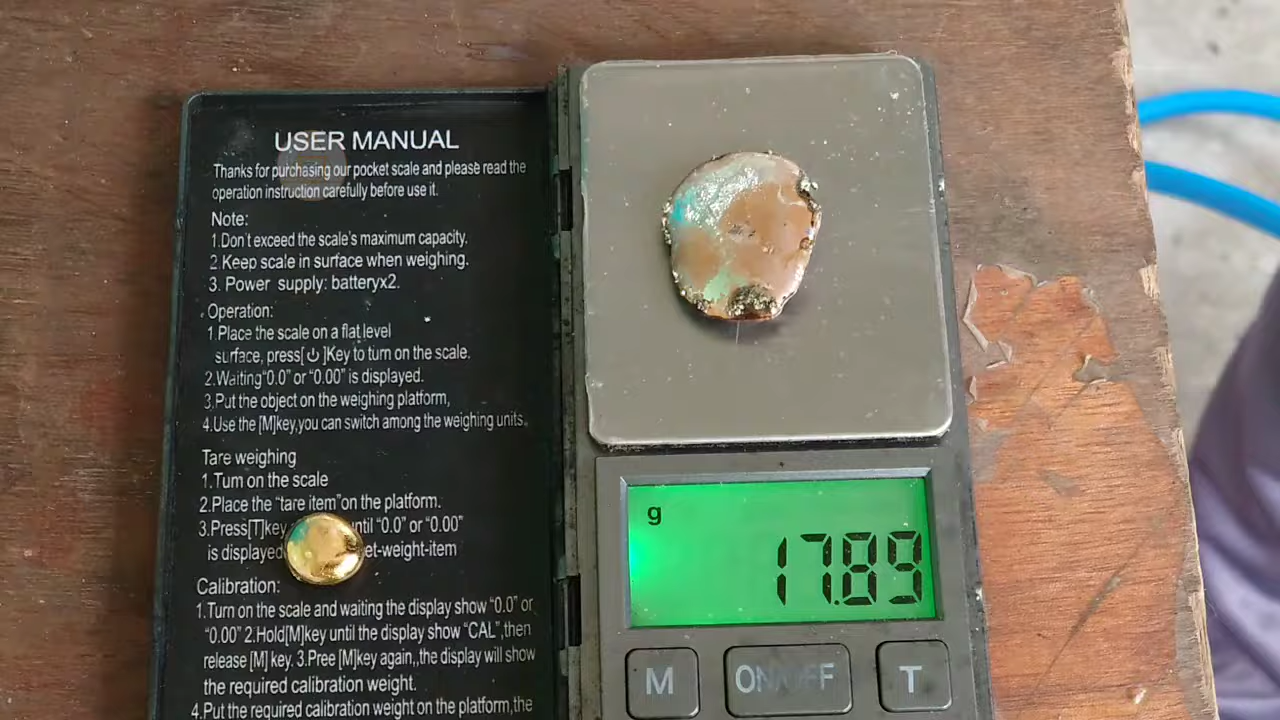 USER MANUAL
Thanks for purchasing our pocket scale and please read the
operation instruction carefully before use it.
Note:
1.Don't exceed the scale's maximum capacity.
2.Keep scale in surface when weighing.
3. Power supply: batteryx2.
Operation:
1.Place the scale on a flat,level
surface, press[⏻]Key to turn on the scale.
2.Waiting"0.0" or "0.00" is displayed.
3.Put the object on the weighing platform,
4.Use the [M]key,you can switch among the weighing units.
Tare weighing
1.Turn on the scale
2.Place the "tare item"on the platform.
3.Press[T]key until "0.0" or "0.00"
is displayed et-weight-item
Calibration:
1.Turn on the scale and waiting the display show "0.0" or
"0.00" 2.Hold[M]key until the display show "CAL",then
release [M] key. 3.Pree [M]key again,,the display will show
the required calibration weight.
4.Put the required calibration weight on the platform,the
g
17.89
M
ON/OFF
T